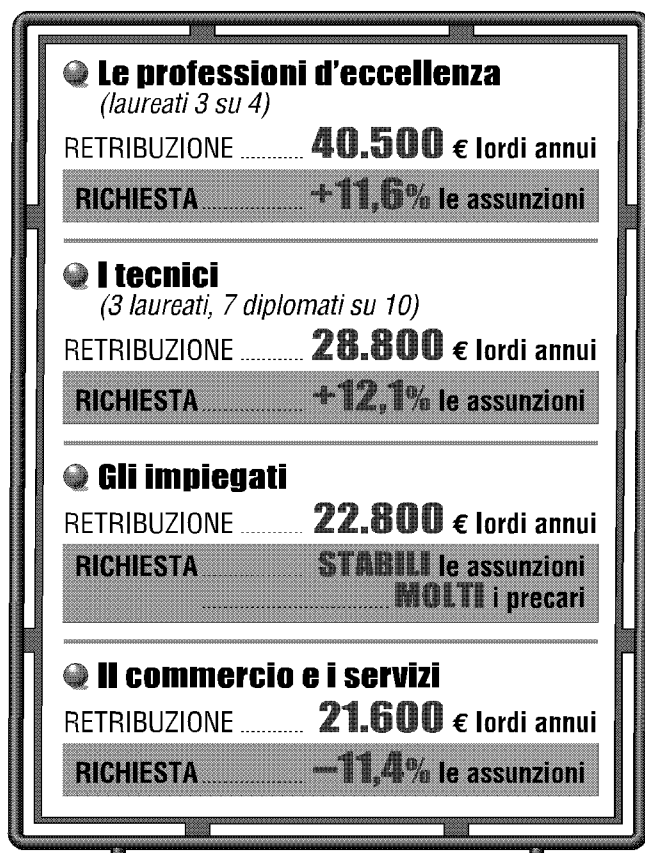 Le professioni d'eccellenza
(laureati 3 su 4)
RETRIBUZIONE .......... 40.500 € lordi annui
RICHIESTA .................. +11,6% le assunzioni
I tecnici
(3 laureati, 7 diplomati su 10)
RETRIBUZIONE .......... 28.800 € lordi annui
RICHIESTA .................. +12,1% le assunzioni
Gli impiegati
RETRIBUZIONE .......... 22.800 € lordi annui
RICHIESTA .................. STABILI le assunzioni
.................................. MOLTI i precari
Il commercio e i servizi
RETRIBUZIONE .......... 21.600 € lordi annui
RICHIESTA .................. –11,4% le assunzioni